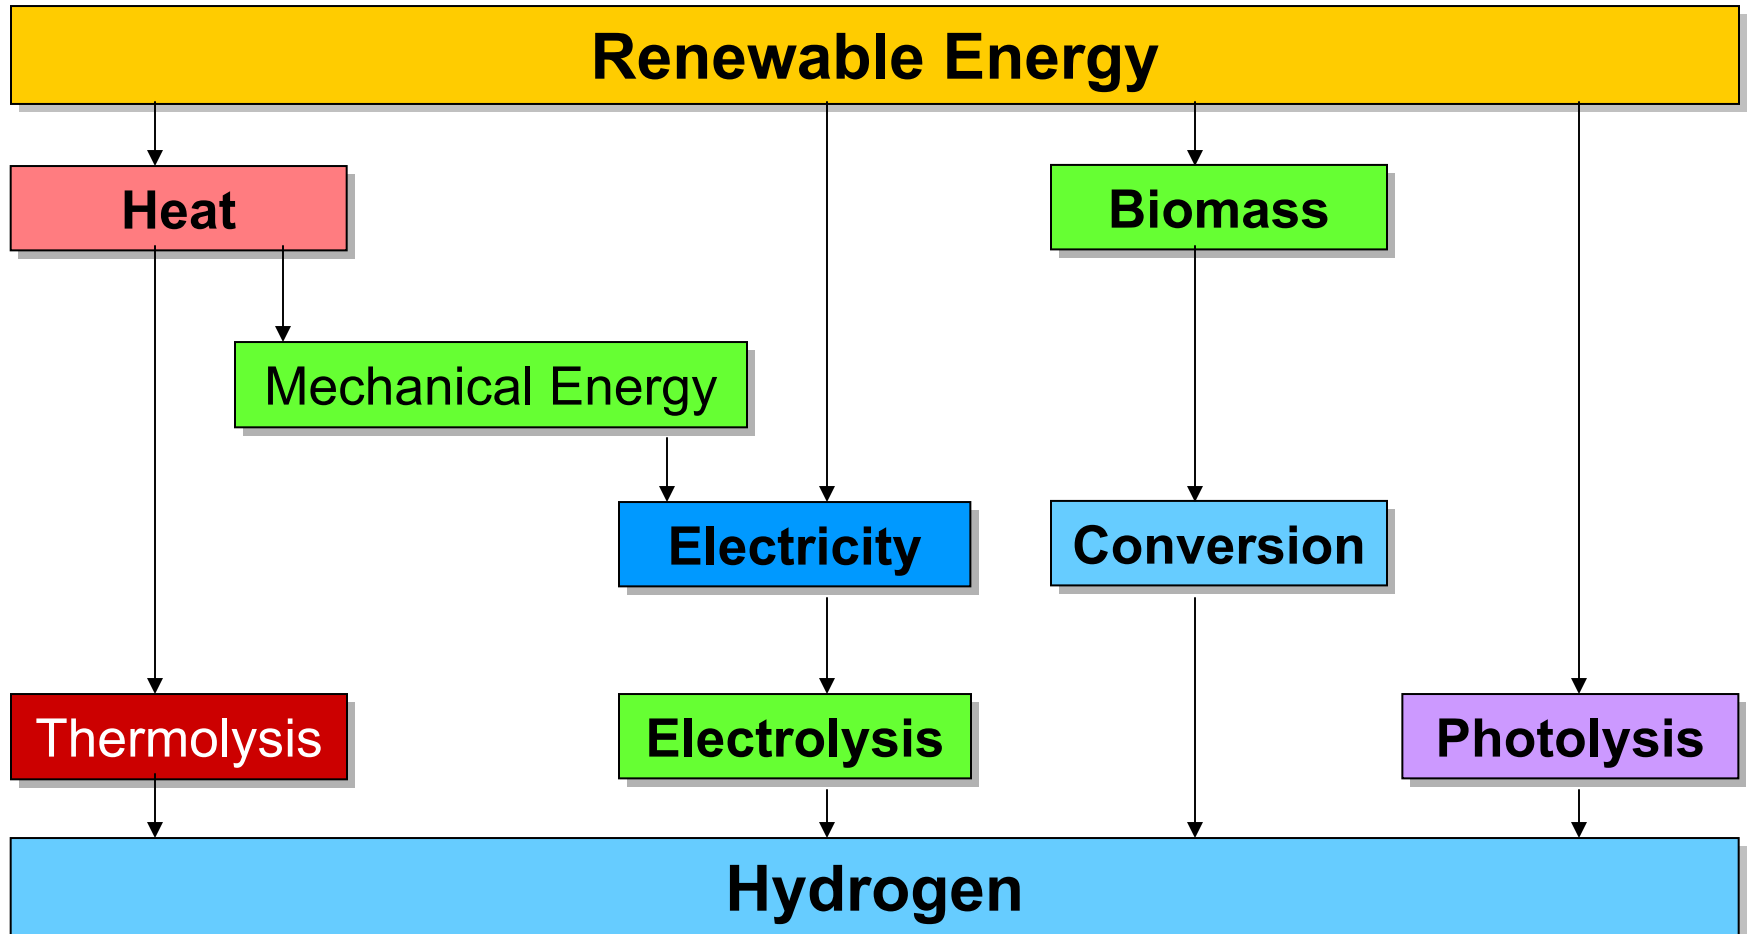 Renewable Energy
Heat
Biomass
Mechanical Energy
Electricity
Conversion
Thermolysis
Electrolysis
Photolysis
Hydrogen